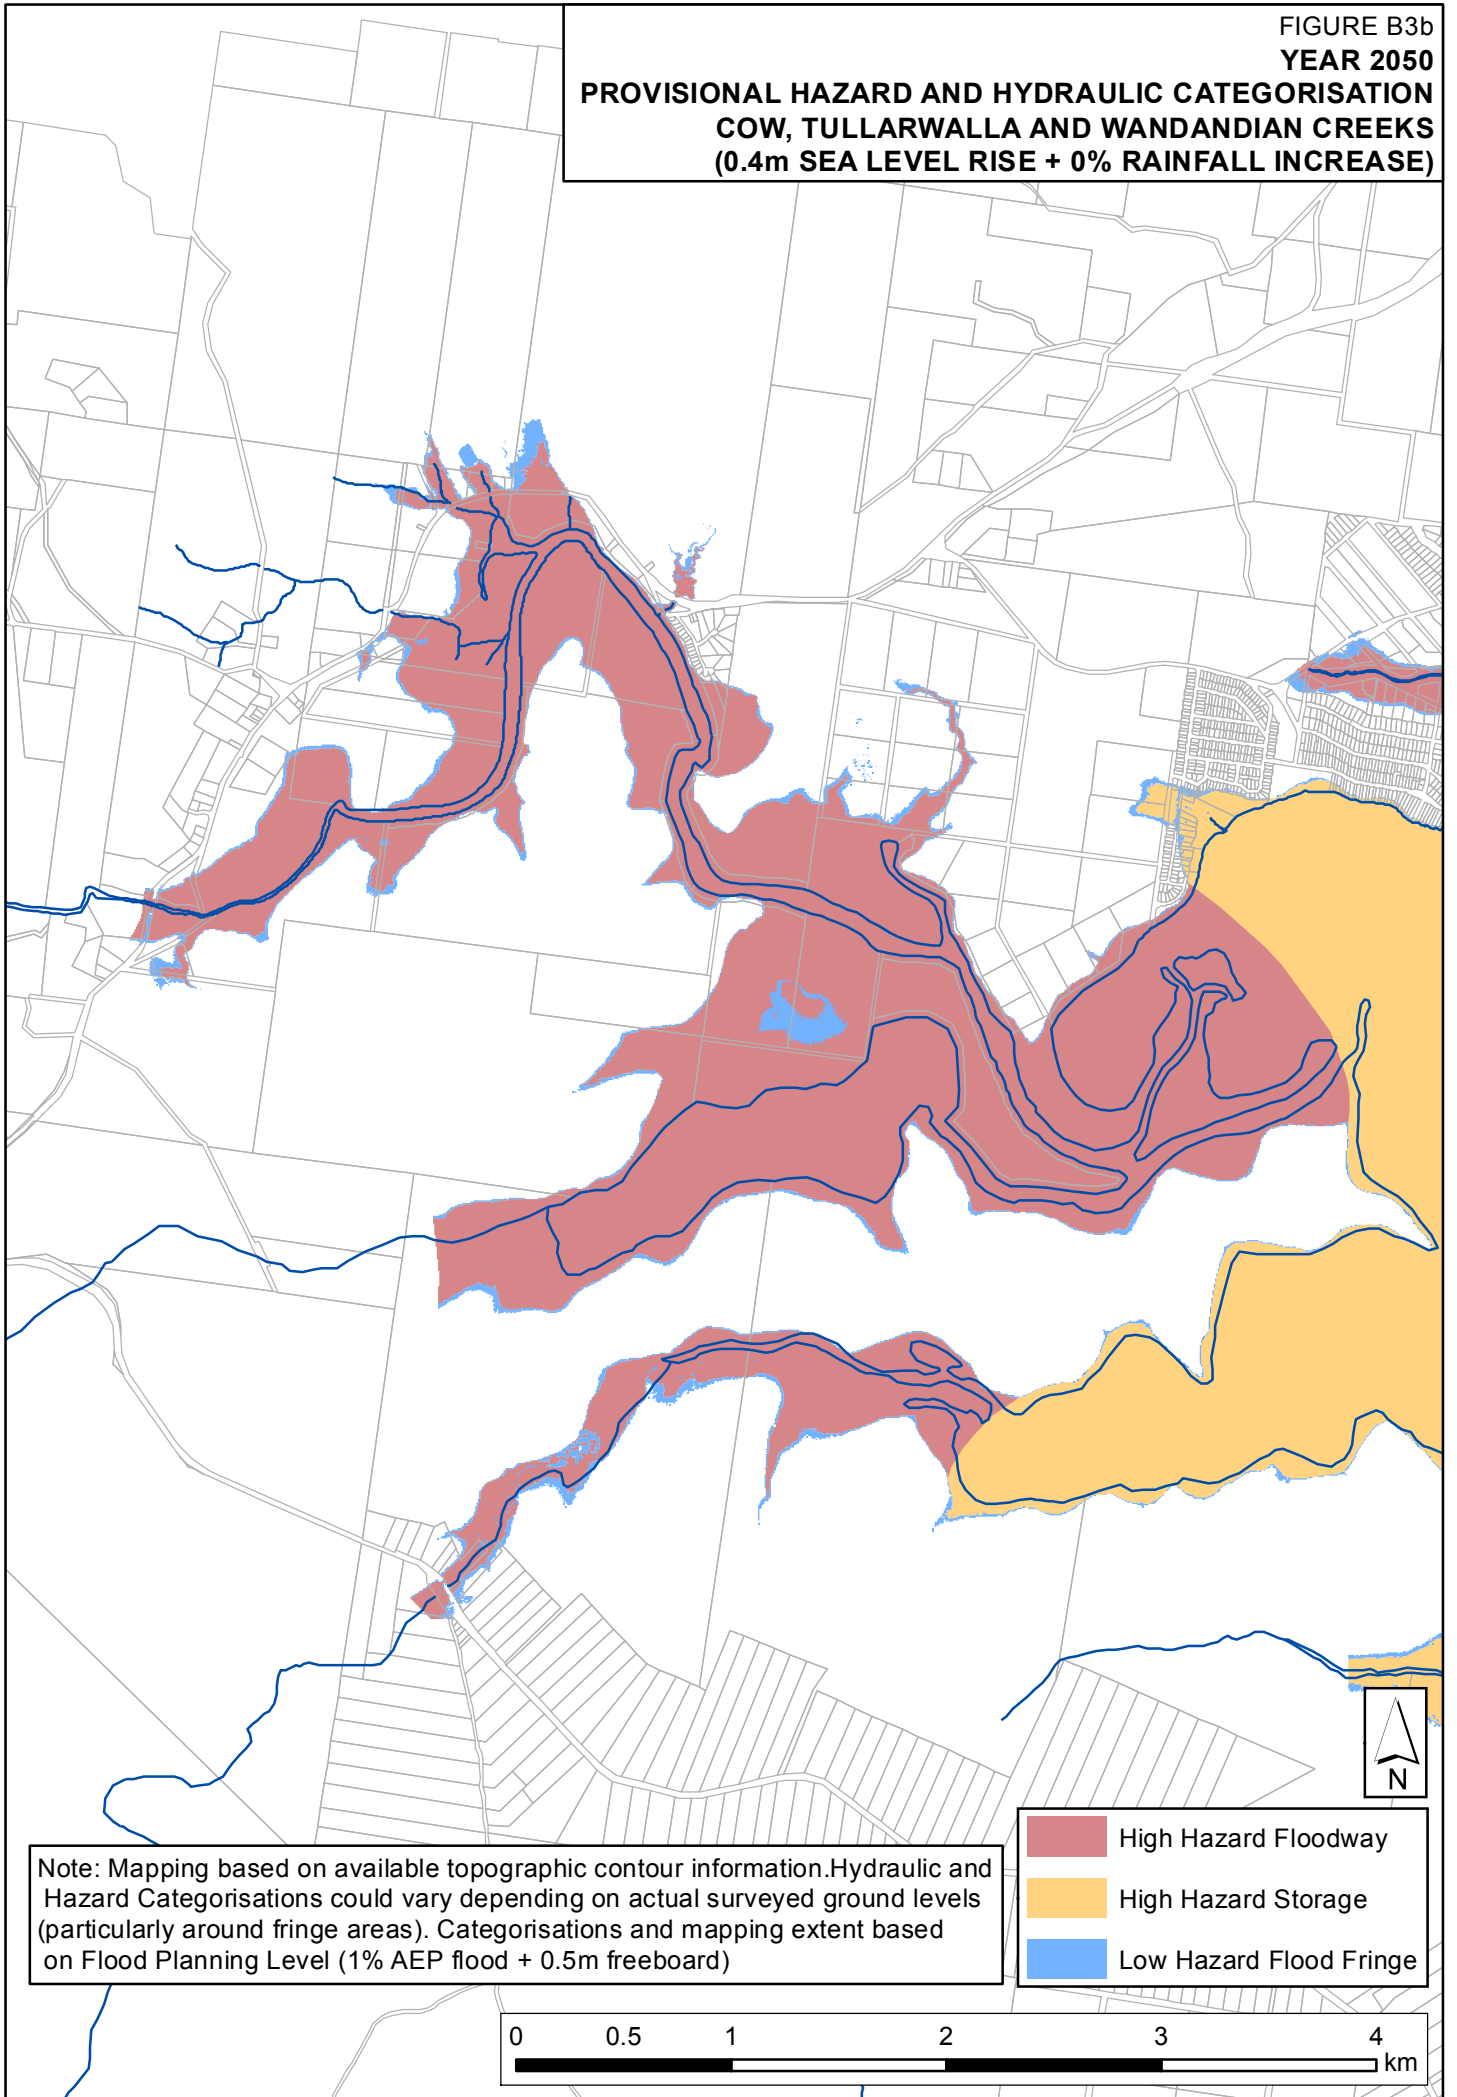 FIGURE B3b
YEAR 2050
PROVISIONAL HAZARD AND HYDRAULIC CATEGORISATION
COW, TULLARWALLA AND WANDANDIAN CREEKS
(0.4m SEA LEVEL RISE + 0% RAINFALL INCREASE)
N
High Hazard Floodway
High Hazard Storage
Low Hazard Flood Fringe
Note: Mapping based on available topographic contour information.Hydraulic and
Hazard Categorisations could vary depending on actual surveyed ground levels
(particularly around fringe areas). Categorisations and mapping extent based
on Flood Planning Level (1% AEP flood + 0.5m freeboard)
0 0.5 1 2 3 4
km